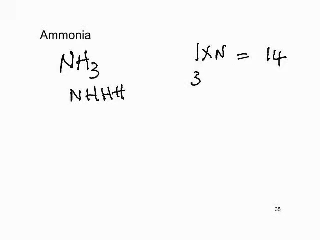 Ammonia
NH₃
NHHH
1XN = 14
3